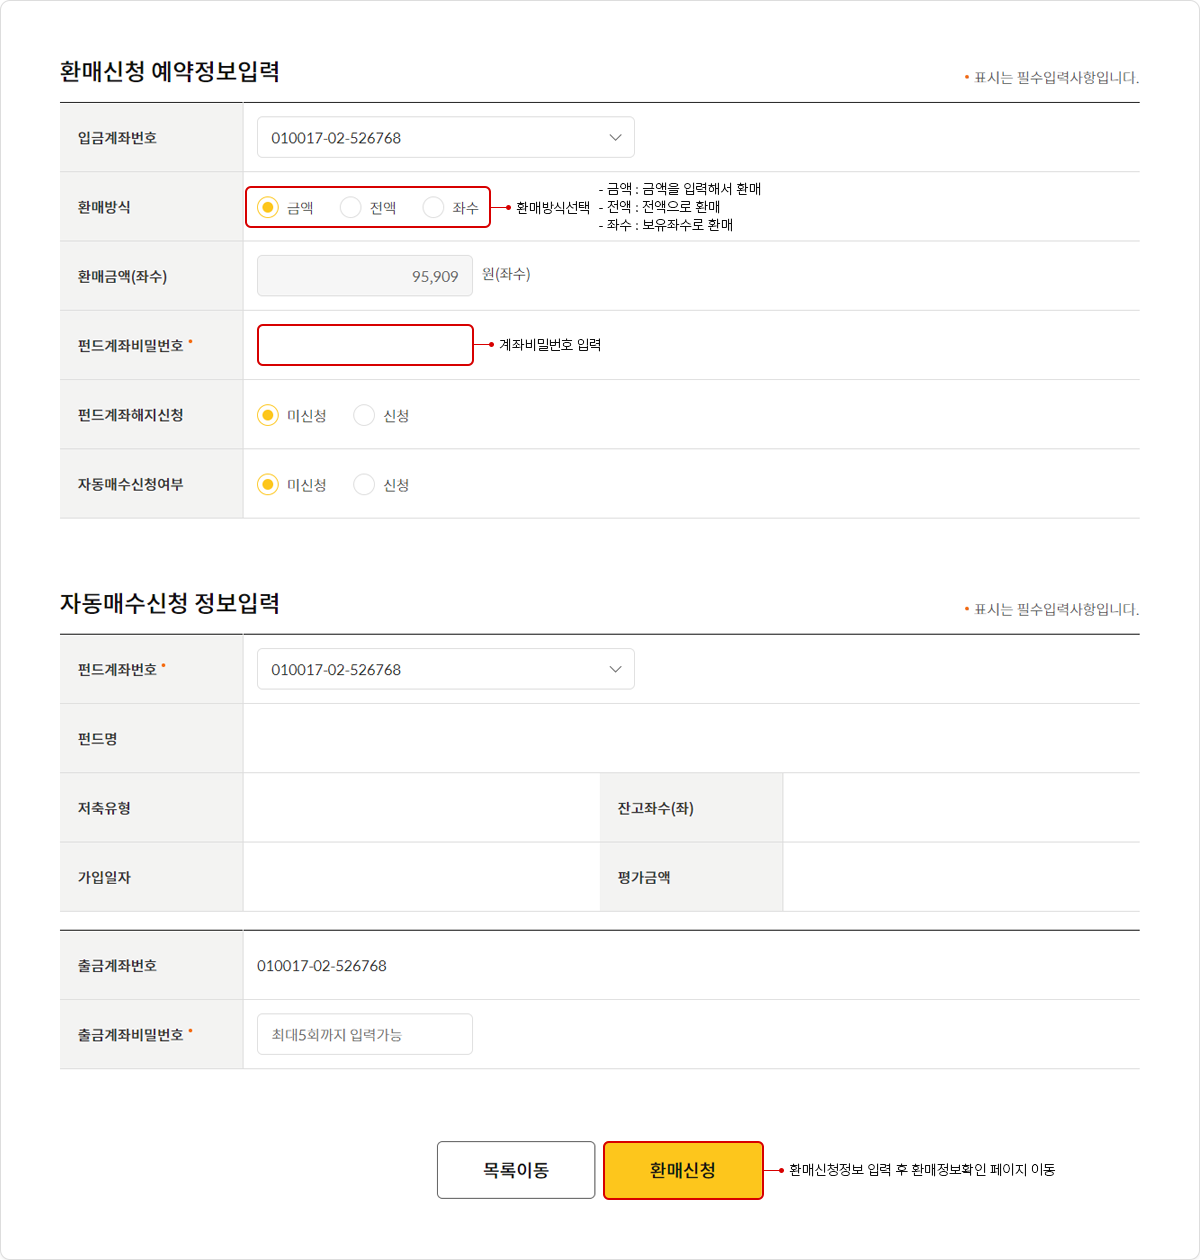 환매신청 예약정보입력
• 표시는 필수입력사항입니다.
입금계좌번호
010017-02-526768
환매방식
금액
전액
좌수
환매방식선택
- 금액 : 금액을 입력해서 환매
- 전액 : 전액으로 환매
- 좌수 : 보유좌수로 환매
환매금액(좌수)
95,909
원(좌수)
펀드계좌비밀번호 •
계좌비밀번호 입력
펀드계좌해지신청
미신청
신청
자동매수신청여부
미신청
신청
자동매수신청 정보입력
• 표시는 필수입력사항입니다.
펀드계좌번호 •
010017-02-526768
펀드명
저축유형
잔고좌수(좌)
가입일자
평가금액
출금계좌번호
010017-02-526768
출금계좌비밀번호 •
최대5회까지 입력가능
목록이동
환매신청
환매신청정보 입력 후 환매정보확인 페이지 이동